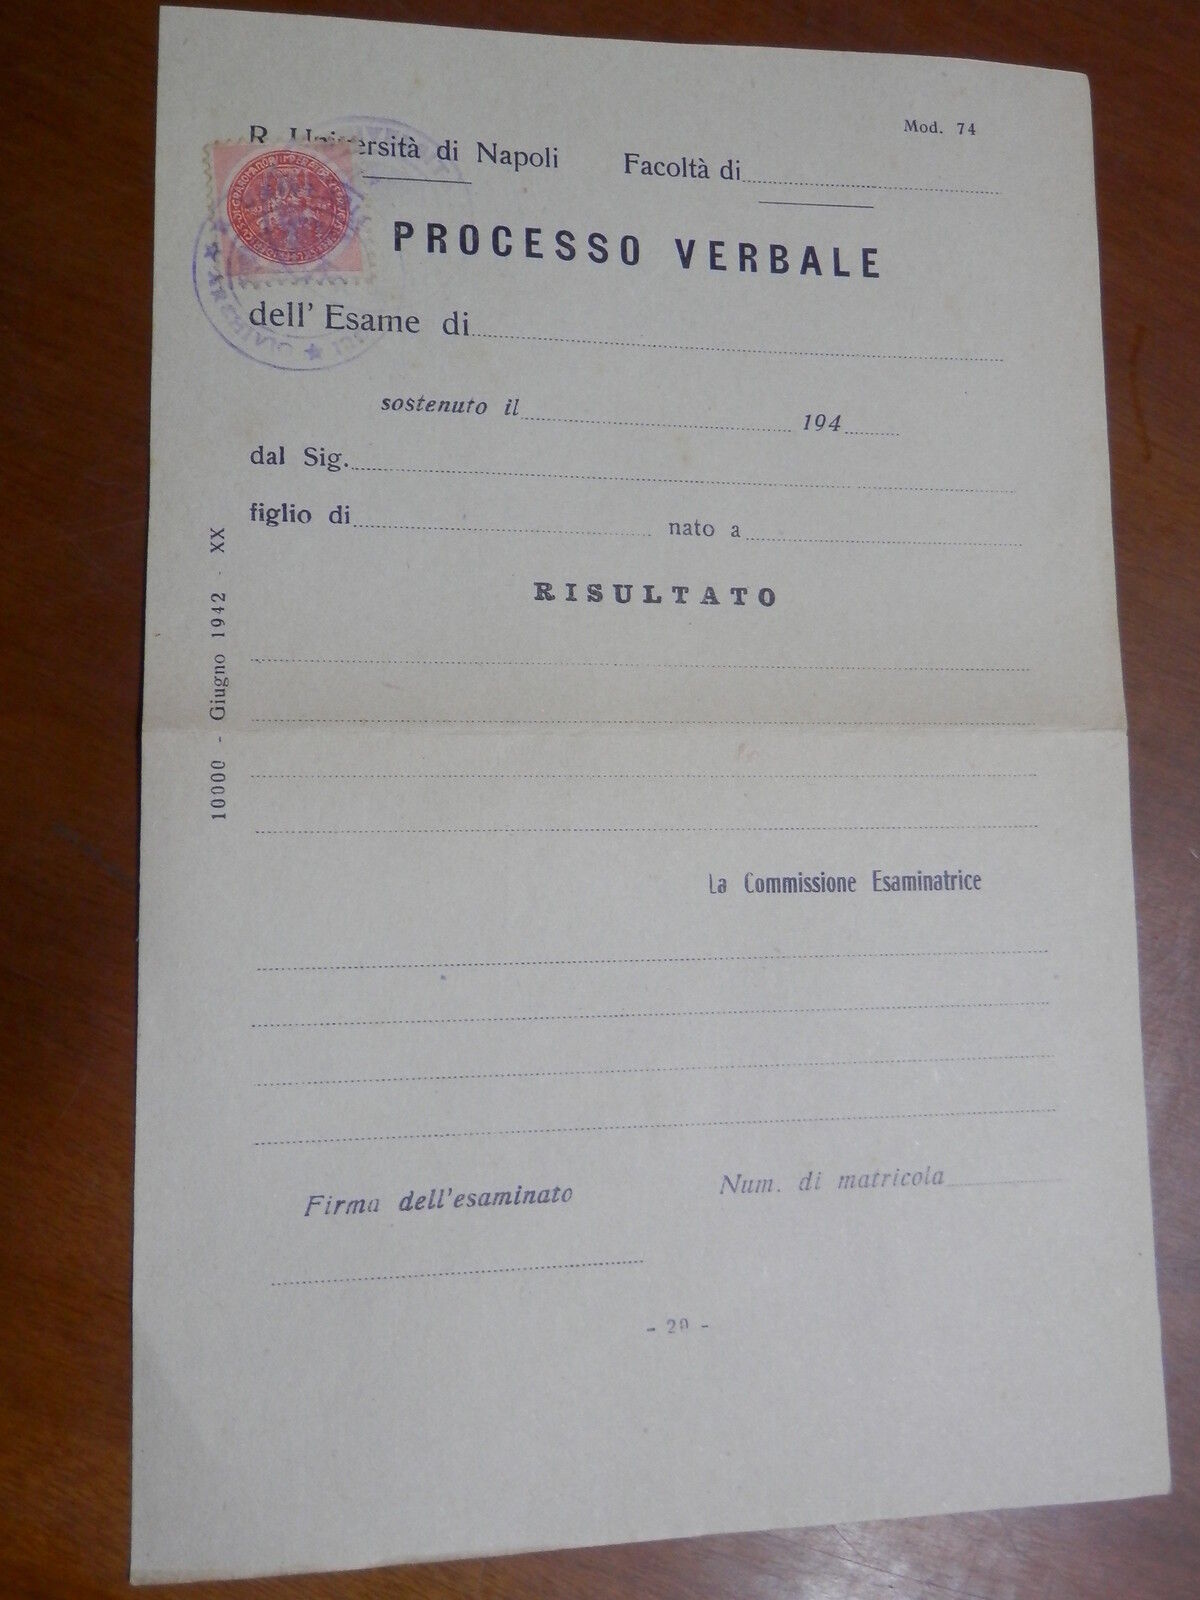 Mod. 74
R. Università di Napoli Facoltà di
PROCESSO VERBALE
dell' Esame di
sostenuto il 194
dal Sig.
figlio di nato a
RISULTATO
10000 - Giugno 1942 - XX
La Commissione Esaminatrice
Firma dell'esaminato Num. di matricola
- 20 -